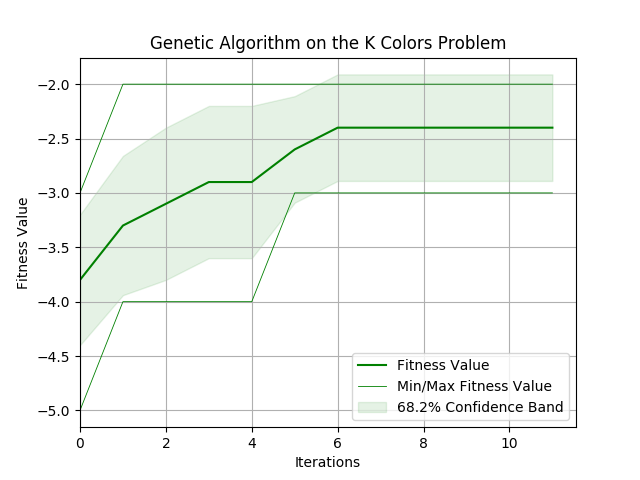 Genetic Algorithm on the K Colors Problem
Fitness Value
−2.0
−2.5
−3.0
−3.5
−4.0
−4.5
−5.0
0 2 4 6 8 10
Iterations
Fitness Value
Min/Max Fitness Value
68.2% Confidence Band